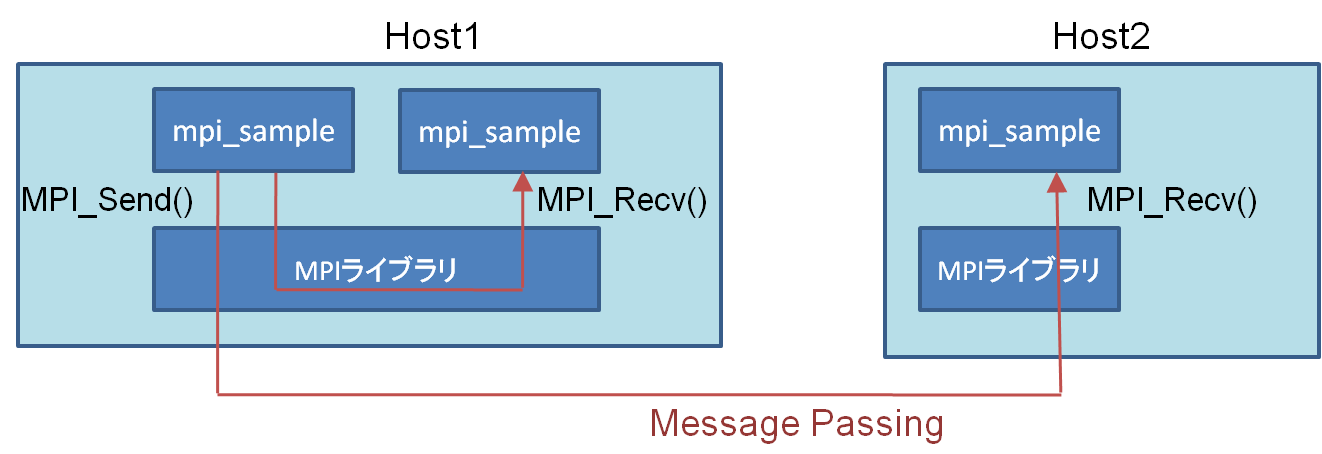 Host1
Host2
mpi_sample
mpi_sample
mpi_sample
MPI_Send()
MPI_Recv()
MPI_Recv()
MPIライブラリ
MPIライブラリ
Message Passing